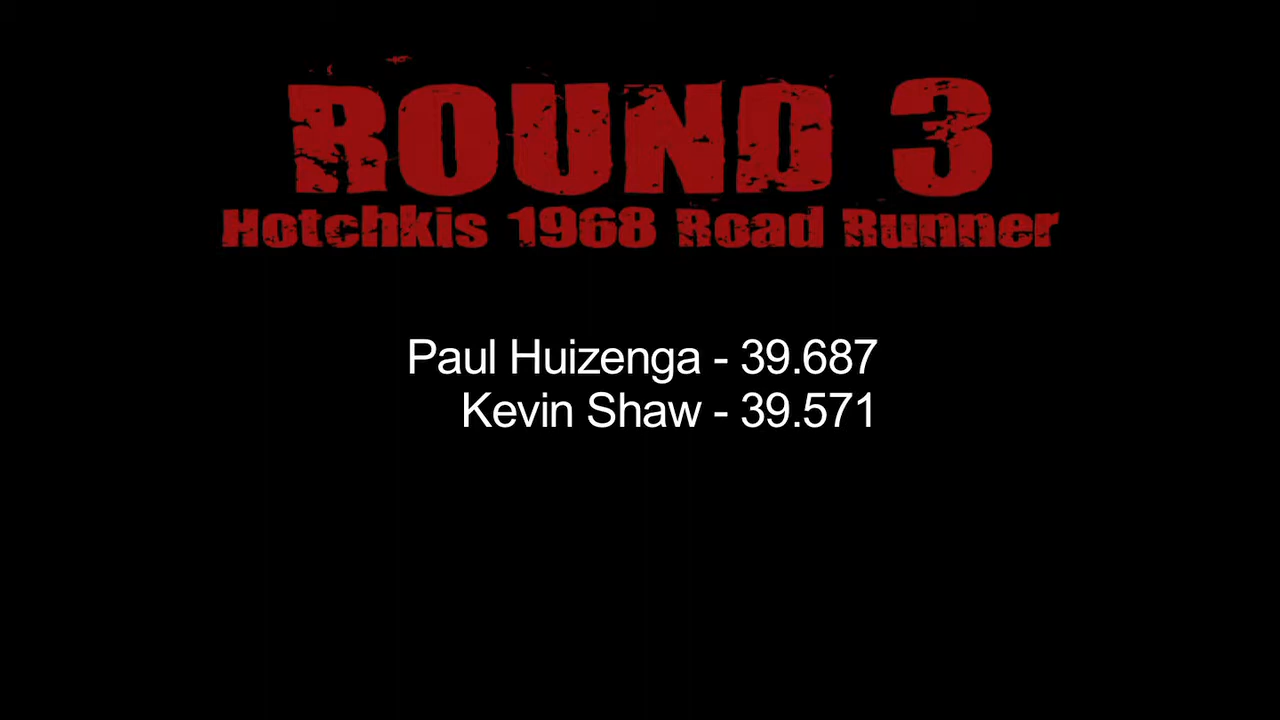 ROUND 3
Hotchkis 1968 Road Runner
Paul Huizenga - 39.687
Kevin Shaw - 39.571